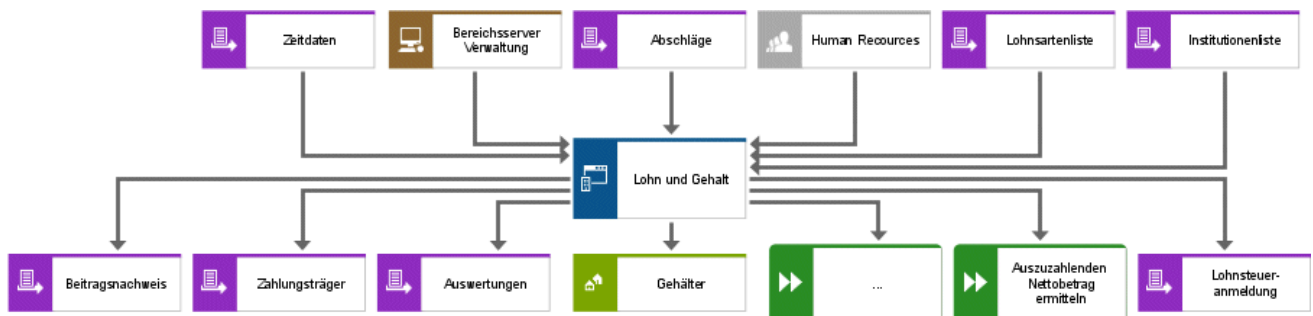 Zeitdaten
Bereichsserver
Verwaltung
Abschläge
Human Recources
Lohnsartenliste
Institutionenliste
Lohn und Gehalt
Beitragsnachweis
Zahlungsträger
Auswertungen
Gehälter
...
Auszuzahlenden
Nettobetrag
ermitteln
Lohnsteuer-
anmeldung